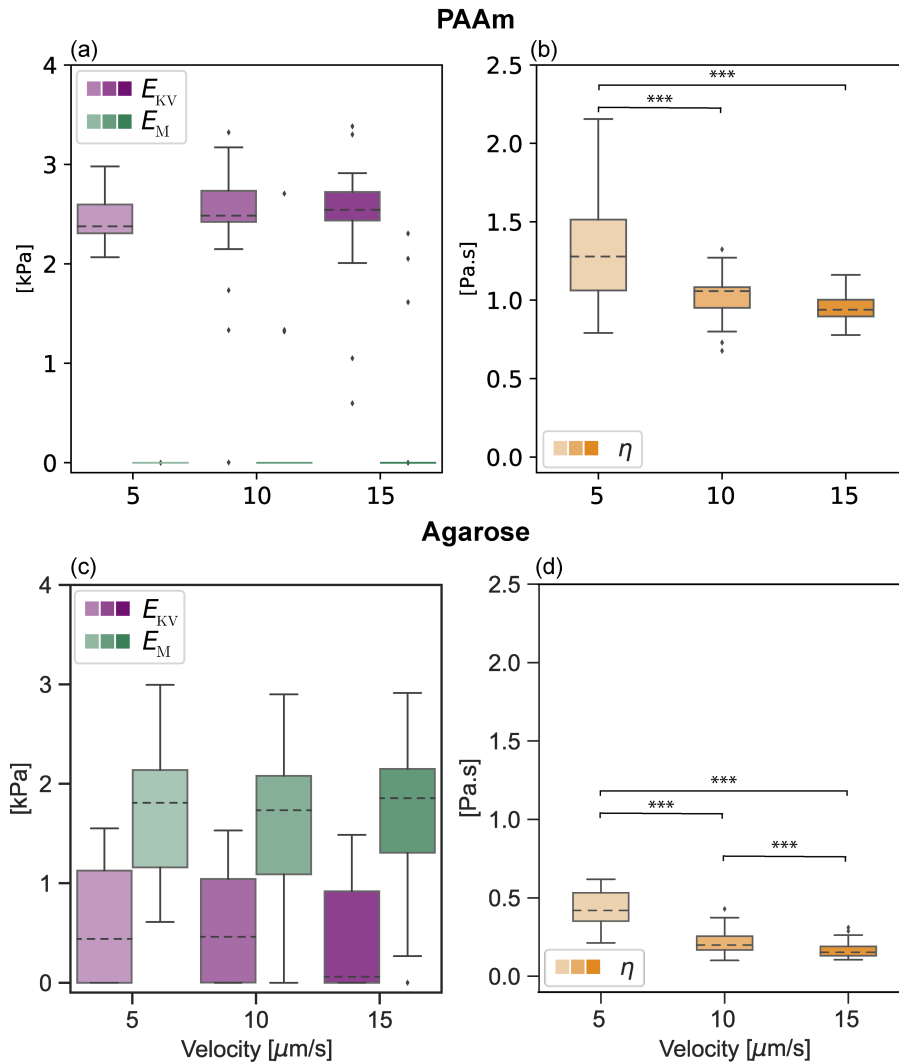 PAAm
(a)
(b)
4
3
2
1
0
[kPa]
E_KV
E_M
5
10
15
2.5
2.0
1.5
1.0
0.5
0.0
[Pa.s]
***
***
η
5
10
15
Agarose
(c)
(d)
4
3
2
1
0
[kPa]
E_KV
E_M
5
10
15
Velocity [μm/s]
2.5
2.0
1.5
1.0
0.5
0.0
[Pa.s]
***
***
***
η
5
10
15
Velocity [μm/s]